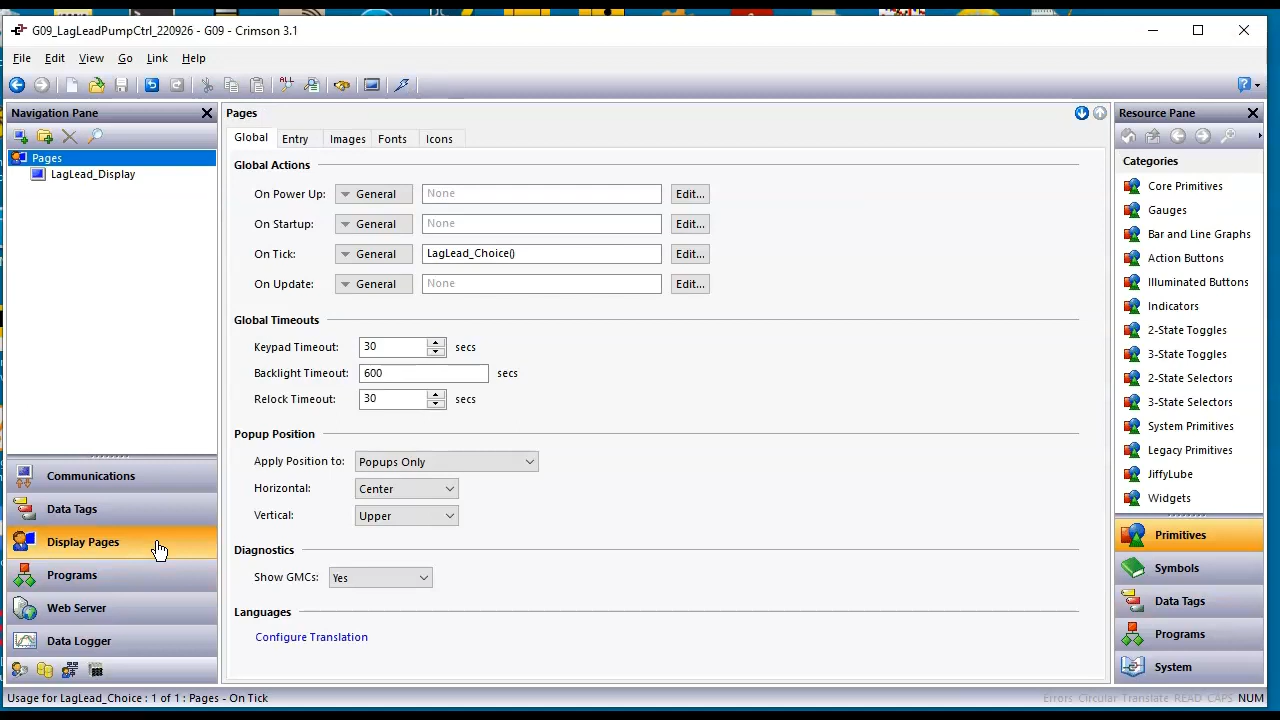 G09_LagLeadPumpCtrl_220926 - G09 - Crimson 3.1
File Edit View Go Link Help
ALL
Navigation Pane
Pages
LagLead_Display
Communications
Data Tags
Display Pages
Programs
Web Server
Data Logger
Pages
Global Entry Images Fonts Icons
Global Actions
On Power Up: General None Edit...
On Startup: General None Edit...
On Tick: General LagLead_Choice() Edit...
On Update: General None Edit...
Global Timeouts
Keypad Timeout: 30 secs
Backlight Timeout: 600 secs
Relock Timeout: 30 secs
Popup Position
Apply Position to: Popups Only
Horizontal: Center
Vertical: Upper
Diagnostics
Show GMCs: Yes
Languages
Configure Translation
Resource Pane
Categories
Core Primitives
Gauges
Bar and Line Graphs
Action Buttons
Illuminated Buttons
Indicators
2-State Toggles
3-State Toggles
2-State Selectors
3-State Selectors
System Primitives
Legacy Primitives
JiffyLube
Widgets
Primitives
Symbols
Data Tags
Programs
System
Usage for LagLead_Choice : 1 of 1 : Pages - On Tick
Errors Circular Translate READ CAPS NUM